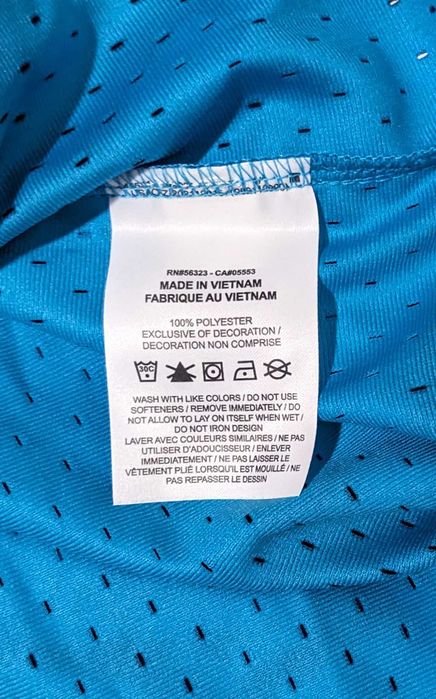 RN#56323 - CA#05553
MADE IN VIETNAM
FABRIQUE AU VIETNAM
100% POLYESTER
EXCLUSIVE OF DECORATION /
DECORATION NON COMPRISE
30C
WASH WITH LIKE COLORS / DO NOT USE
SOFTENERS / REMOVE IMMEDIATELY / DO
NOT ALLOW TO LAY ON ITSELF WHEN WET /
DO NOT IRON DESIGN
LAVER AVEC COULEURS SIMILAIRES / NE PAS
UTILISER D'ADOUCISSEUR / ENLEVER
IMMEDIATEMENT / NE PAS LAISSER LE
VÊTEMENT PLIÉ LORSQU'IL EST MOUILLÉ / NE
PAS REPASSER LE DESSIN